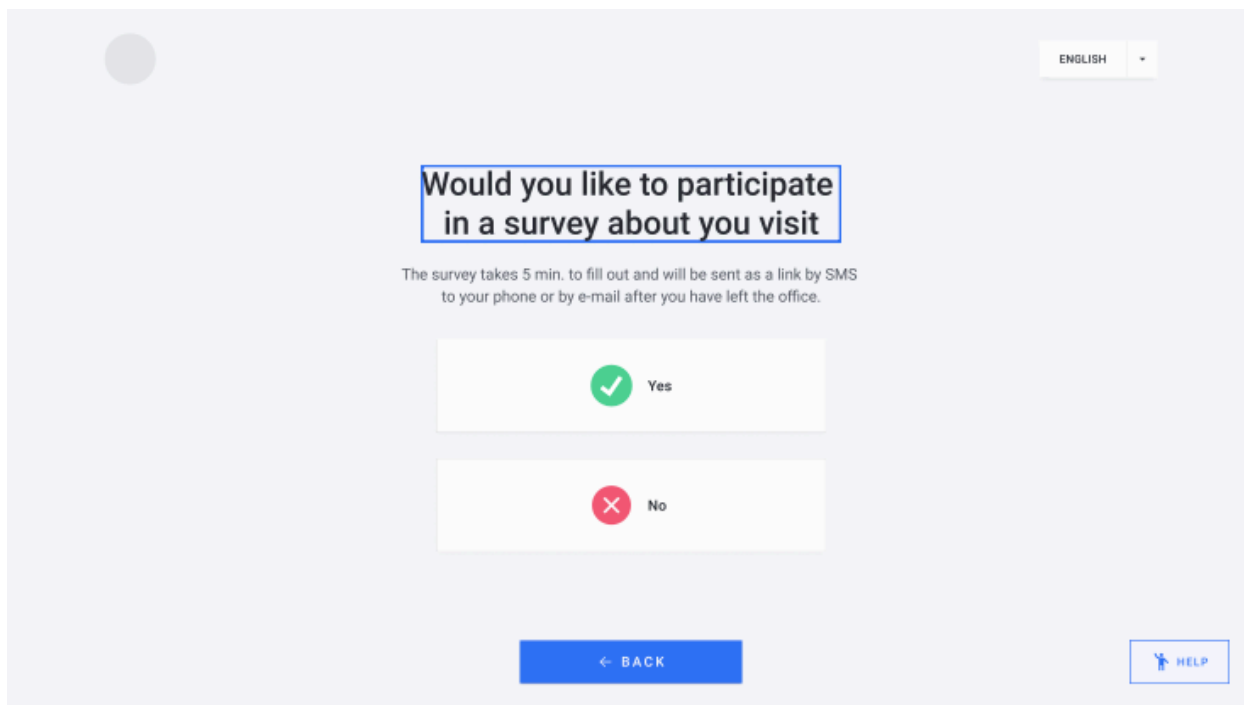 ENGLISH
Would you like to participate
in a survey about you visit
The survey takes 5 min. to fill out and will be sent as a link by SMS
to your phone or by e-mail after you have left the office.
Yes
No
← BACK
HELP